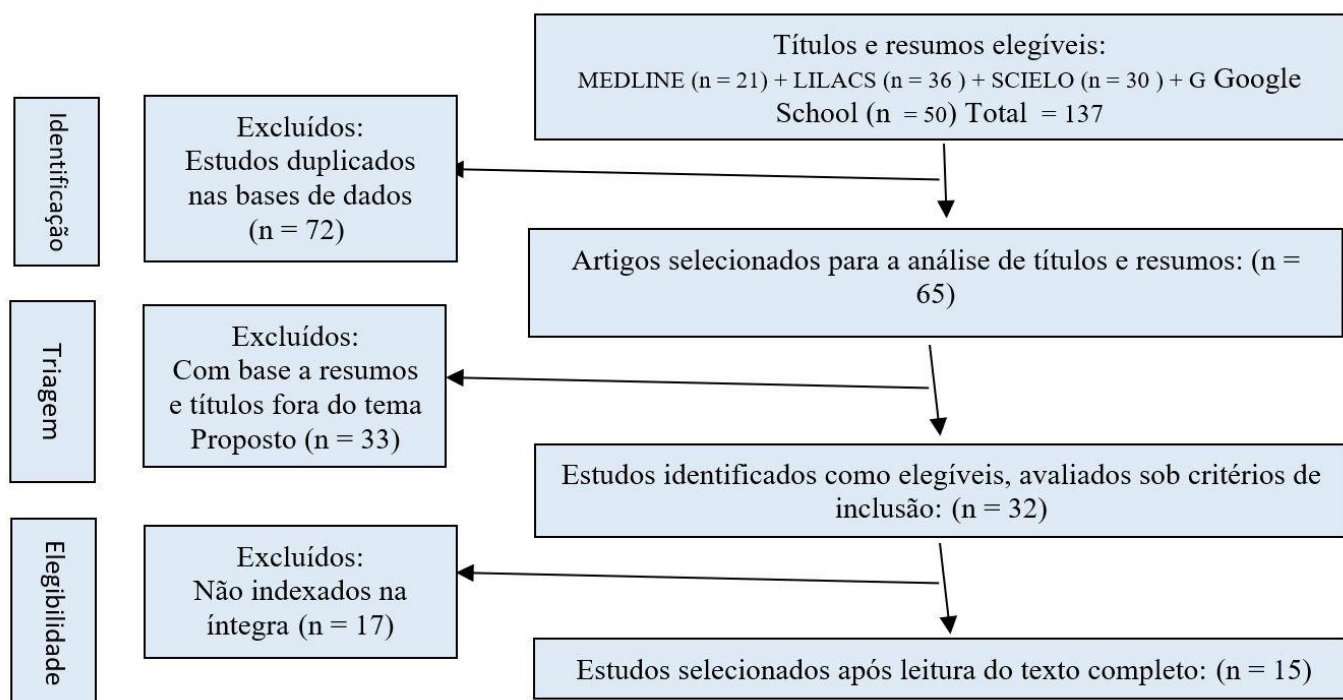 Títulos e resumos elegíveis:
MEDLINE (n = 21) + LILACS (n = 36 ) + SCIELO (n = 30 ) + G Google
School (n = 50) Total = 137
Identificação
Excluídos:
Estudos duplicados
nas bases de dados
(n = 72)
Artigos selecionados para a análise de títulos e resumos: (n =
65)
Triagem
Excluídos:
Com base a resumos
e títulos fora do tema
Proposto (n = 33)
Estudos identificados como elegíveis, avaliados sob critérios de
inclusão: (n = 32)
Elegibilidade
Excluídos:
Não indexados na
íntegra (n = 17)
Estudos selecionados após leitura do texto completo: (n = 15)